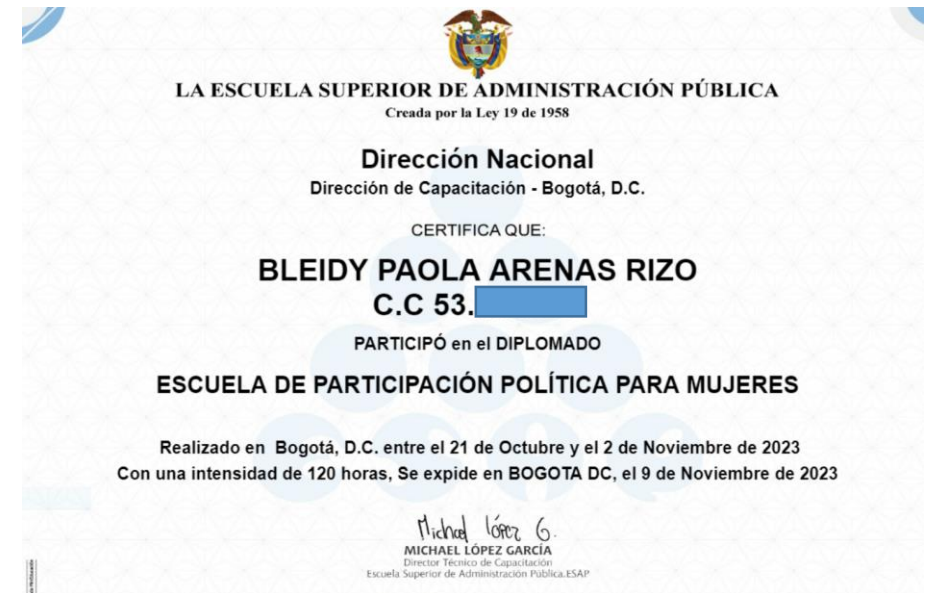 LA ESCUELA SUPERIOR DE ADMINISTRACIÓN PÚBLICA
Creada por la Ley 19 de 1958
Dirección Nacional
Dirección de Capacitación - Bogotá, D.C.
CERTIFICA QUE:
BLEIDY PAOLA ARENAS RIZO
C.C 53.
PARTICIPÓ en el DIPLOMADO
ESCUELA DE PARTICIPACIÓN POLÍTICA PARA MUJERES
Realizado en Bogotá, D.C. entre el 21 de Octubre y el 2 de Noviembre de 2023
Con una intensidad de 120 horas, Se expide en BOGOTA DC, el 9 de Noviembre de 2023
Michael López G.
MICHAEL LÓPEZ GARCÍA
Director Técnico de Capacitación
Escuela Superior de Administración Pública.ESAP